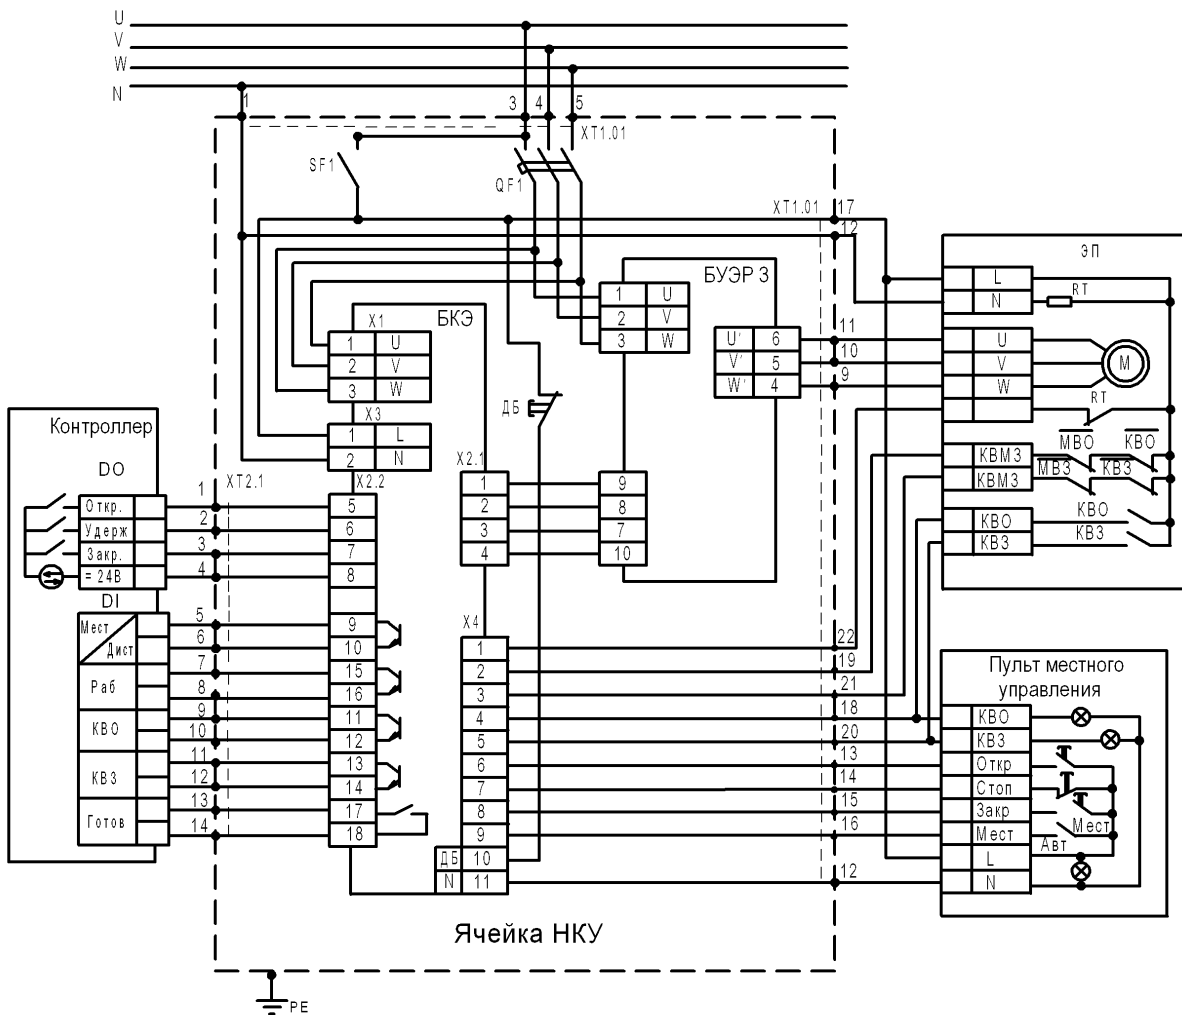 U
V
W
N
1
3 4 5
XT1.01
SF1
QF1
XT1.01
17
12
ЭП
L
N
RT
БУЭР 3
1 U
2 V
3 W
U' 6
V' 5
W' 4
11
10
9
U
V
W
M
RT
БКЭ
X1
1 U
2 V
3 W
X3
1 L
2 N
ДБ
МВО КВО
КВМЗ
МВЗ КВЗ
КВМЗ
КВО
КВЗ
КВО
КВЗ
Контроллер
DO
Откр.
Удерж
Закр.
= 24В
DI
Мест
Дист
Раб
КВО
КВЗ
Готов
XT2.1
1
2
3
4
5
6
7
8
9
10
11
12
13
14
X2.2
5
6
7
8
9
10
15
16
11
12
13
14
17
18
X2.1
1
2
3
4
9
8
7
10
X4
1
2
3
4
5
6
7
8
9
ДБ 10
N 11
22
19
21
18
20
13
14
15
16
12
Пульт местного
управления
КВО
КВЗ
Откр
Стоп
Закр
Мест
L
N
Мест
Авт
Ячейка НКУ
PE